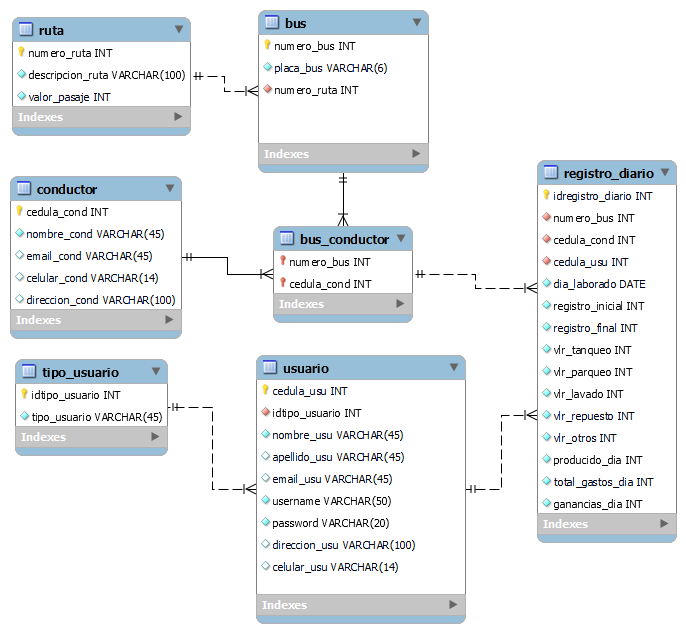 ruta
numero_ruta INT
descripcion_ruta VARCHAR(100)
valor_pasaje INT
Indexes
bus
numero_bus INT
placa_bus VARCHAR(6)
numero_ruta INT
Indexes
conductor
cedula_cond INT
nombre_cond VARCHAR(45)
email_cond VARCHAR(45)
celular_cond VARCHAR(14)
direccion_cond VARCHAR(100)
Indexes
bus_conductor
numero_bus INT
cedula_cond INT
Indexes
registro_diario
idregistro_diario INT
numero_bus INT
cedula_cond INT
cedula_usu INT
dia_laborado DATE
registro_inicial INT
registro_final INT
vlr_tanqueo INT
vlr_parqueo INT
vlr_lavado INT
vlr_repuesto INT
vlr_otros INT
producido_dia INT
total_gastos_dia INT
ganancias_dia INT
Indexes
tipo_usuario
idtipo_usuario INT
tipo_usuario VARCHAR(45)
Indexes
usuario
cedula_usu INT
idtipo_usuario INT
nombre_usu VARCHAR(45)
apellido_usu VARCHAR(45)
email_usu VARCHAR(45)
username VARCHAR(50)
password VARCHAR(20)
direccion_usu VARCHAR(100)
celular_usu VARCHAR(14)
Indexes